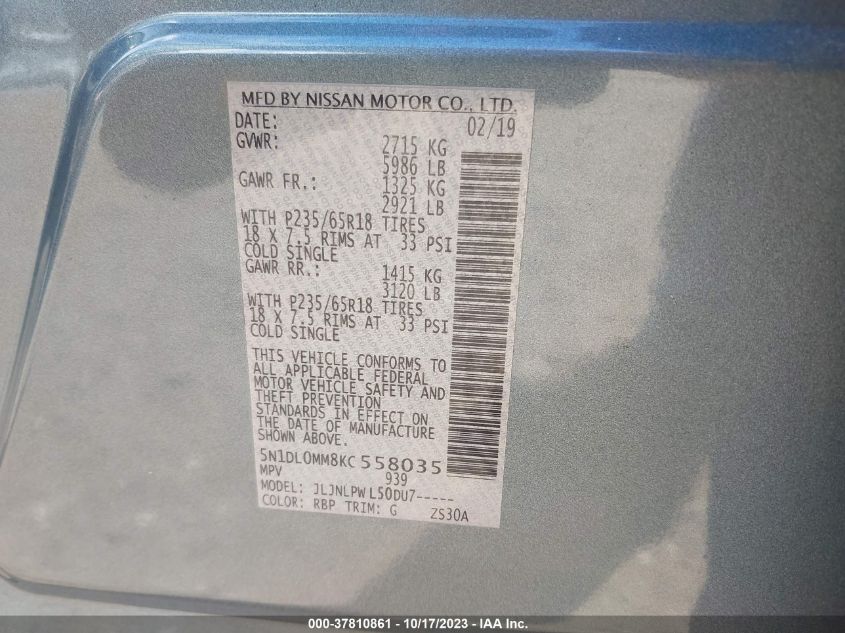 MFD BY NISSAN MOTOR CO., LTD.
DATE: 02/19
GVWR: 2715 KG
5986 LB
GAWR FR.: 1325 KG
2921 LB
WITH P235/65R18 TIRES
18 X 7.5 RIMS AT 33 PSI
COLD SINGLE
GAWR RR.: 1415 KG
3120 LB
WITH P235/65R18 TIRES
18 X 7.5 RIMS AT 33 PSI
COLD SINGLE
THIS VEHICLE CONFORMS TO
ALL APPLICABLE FEDERAL
MOTOR VEHICLE SAFETY AND
THEFT PREVENTION
STANDARDS IN EFFECT ON
THE DATE OF MANUFACTURE
SHOWN ABOVE.
5N1DL0MM8KC558035
MPV 939
MODEL: JLJNLPW L50DU7-----
COLOR: RBP TRIM: G ZS30A
000-37810861 - 10/17/2023 - IAA Inc.